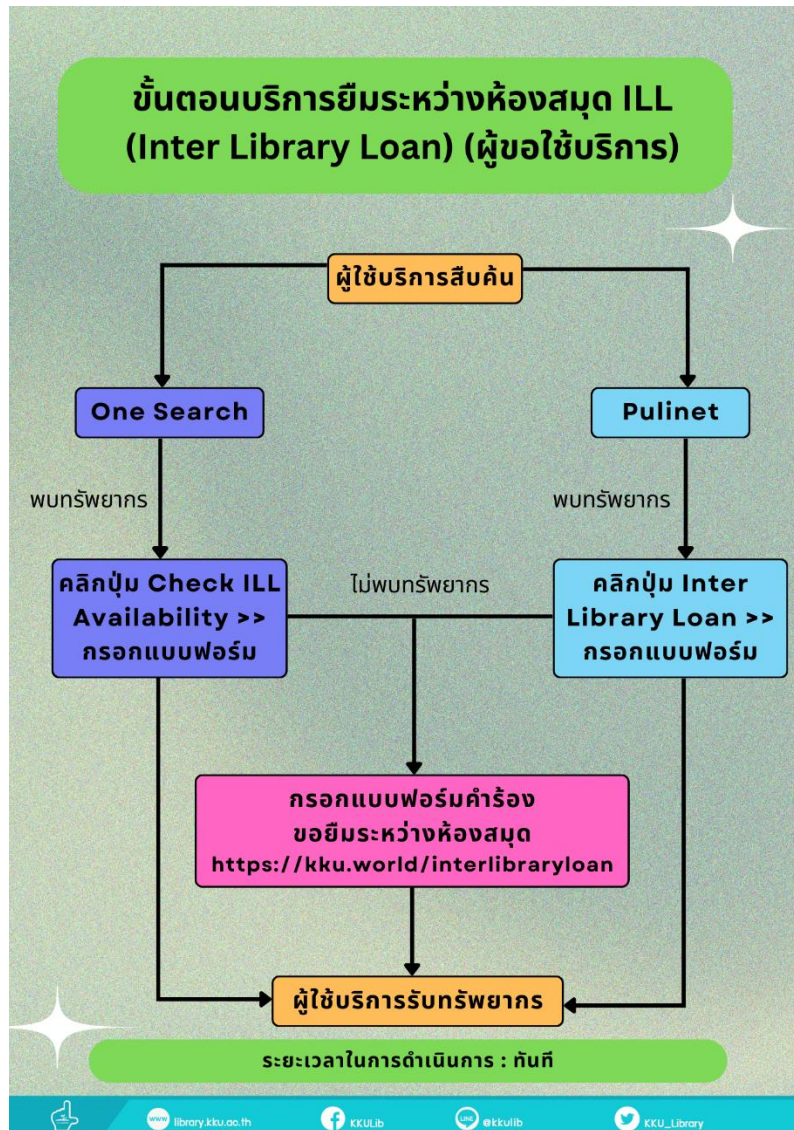 ขั้นตอนบริการยืมระหว่างห้องสมุด ILL
(Inter Library Loan) (ผู้ขอใช้บริการ)
ผู้ใช้บริการสืบค้น
One Search
Pulinet
พบทรัพยากร
พบทรัพยากร
คลิกปุ่ม Check ILL
Availability >>
กรอกแบบฟอร์ม
ไม่พบทรัพยากร
คลิกปุ่ม Inter
Library Loan >>
กรอกแบบฟอร์ม
กรอกแบบฟอร์มคำร้อง
ขอยืมระหว่างห้องสมุด
https://kku.world/interlibraryloan
ผู้ใช้บริการรับทรัพยากร
ระยะเวลาในการดำเนินการ : ทันที
www library.kku.ac.th
KKULib
LINE @kkulib
KKU_Library